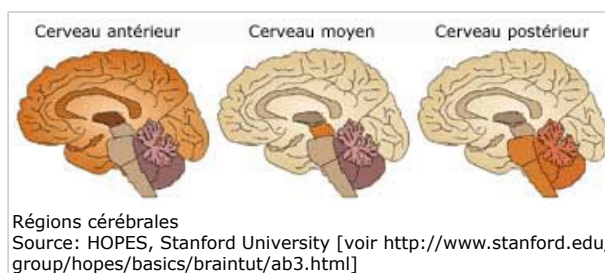 Cerveau antérieur
Cerveau moyen
Cerveau postérieur
Régions cérébrales
Source: HOPES, Stanford University [voir http://www.stanford.edu/
group/hopes/basics/braintut/ab3.html]